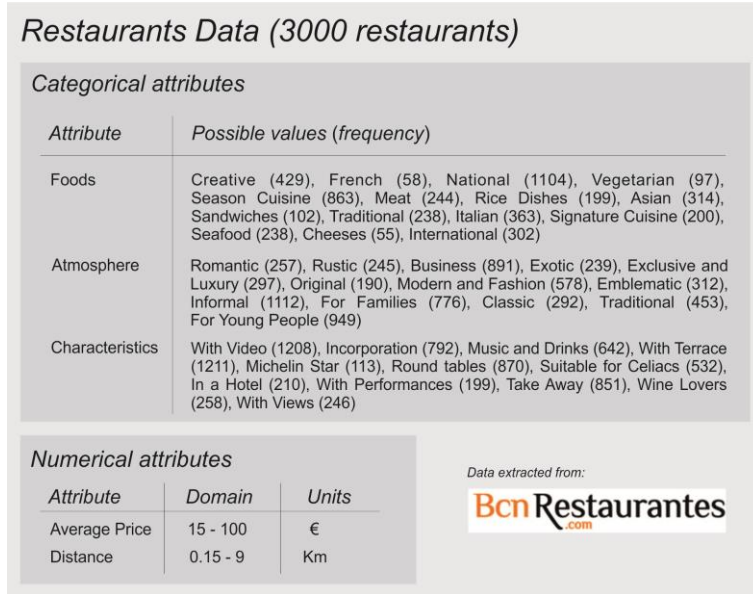 Restaurants Data (3000 restaurants)
Categorical attributes
Attribute Possible values (frequency)
Foods Creative (429), French (58), National (1104), Vegetarian (97),
Season Cuisine (863), Meat (244), Rice Dishes (199), Asian (314),
Sandwiches (102), Traditional (238), Italian (363), Signature Cuisine (200),
Seafood (238), Cheeses (55), International (302)
Atmosphere Romantic (257), Rustic (245), Business (891), Exotic (239), Exclusive and
Luxury (297), Original (190), Modern and Fashion (578), Emblematic (312),
Informal (1112), For Families (776), Classic (292), Traditional (453),
For Young People (949)
Characteristics With Video (1208), Incorporation (792), Music and Drinks (642), With Terrace
(1211), Michelin Star (113), Round tables (870), Suitable for Celiacs (532),
In a Hotel (210), With Performances (199), Take Away (851), Wine Lovers
(258), With Views (246)
Numerical attributes
Attribute Domain Units
Average Price 15 - 100 €
Distance 0.15 - 9 Km
Data extracted from:
BcnRestaurantes
.com